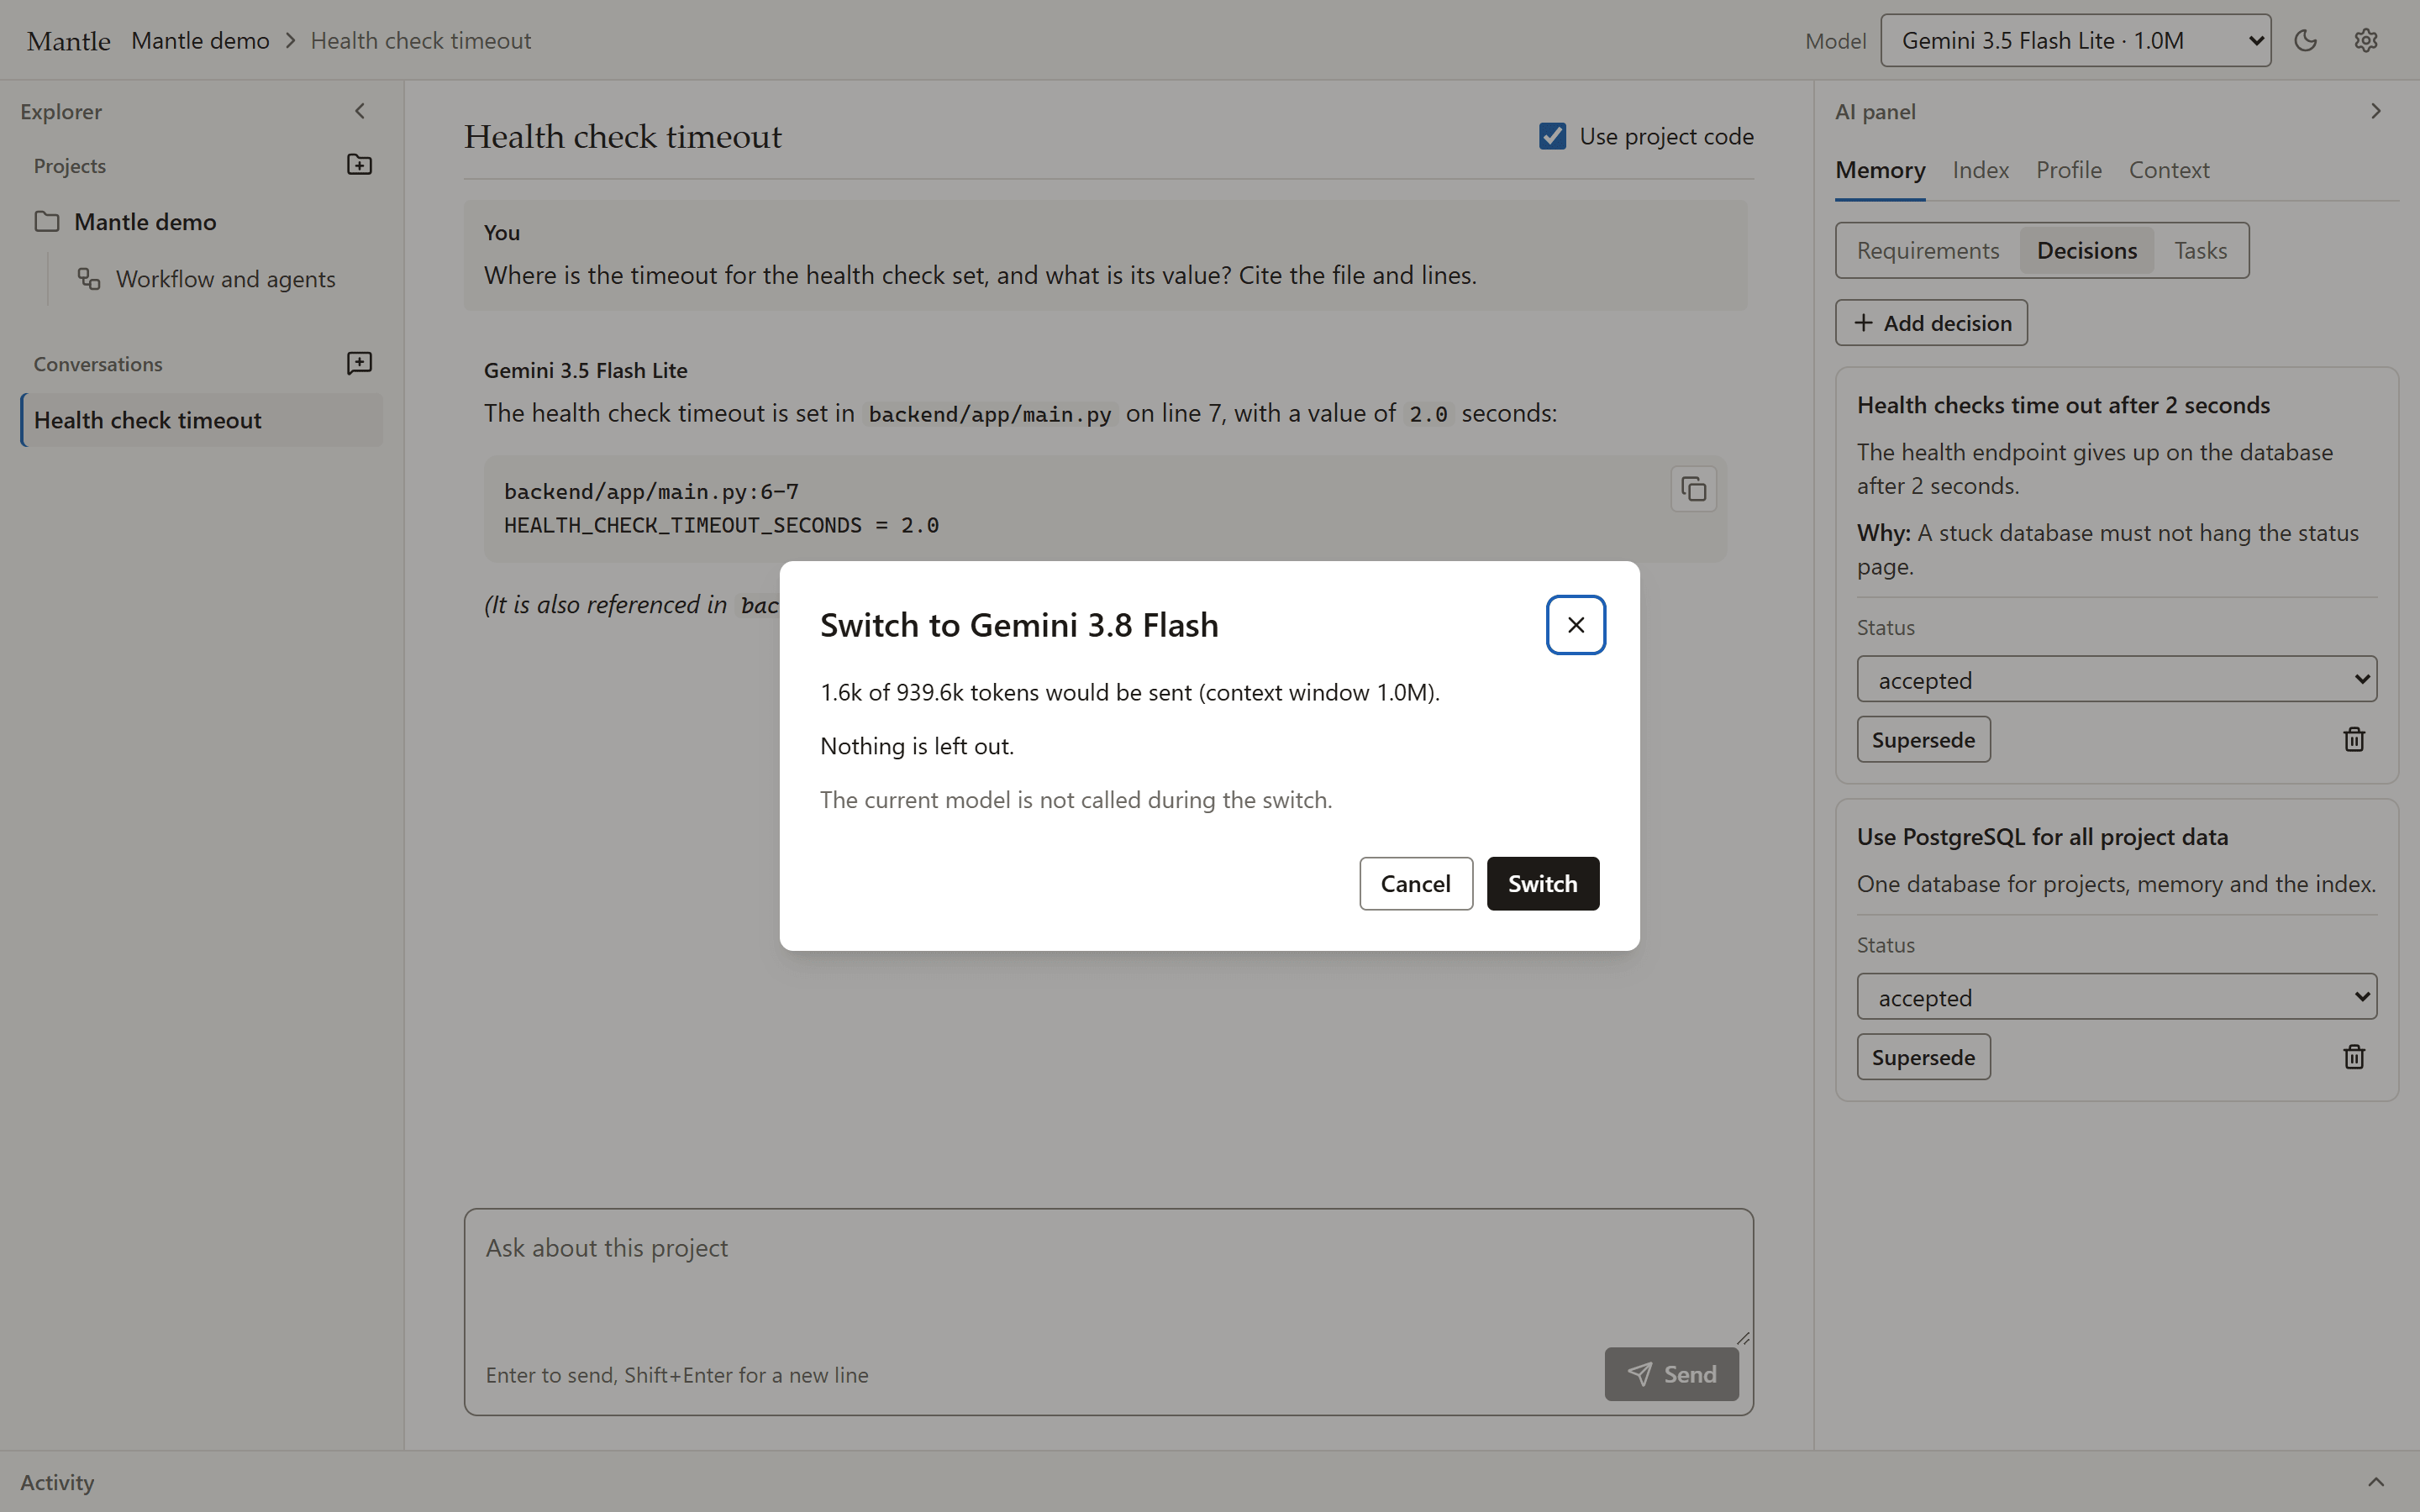 Mantle
Mantle demo
Health check timeout
Model
Gemini 3.5 Flash Lite · 1.0M
Explorer
Projects
Mantle demo
Workflow and agents
Conversations
Health check timeout
Health check timeout
Use project code
You
Where is the timeout for the health check set, and what is its value? Cite the file and lines.
Gemini 3.5 Flash Lite
The health check timeout is set in backend/app/main.py on line 7, with a value of 2.0 seconds:
backend/app/main.py:6-7
HEALTH_CHECK_TIMEOUT_SECONDS = 2.0
(It is also referenced in bac
Switch to Gemini 3.8 Flash
1.6k of 939.6k tokens would be sent (context window 1.0M).
Nothing is left out.
The current model is not called during the switch.
Cancel
Switch
Ask about this project
Enter to send, Shift+Enter for a new line
Send
AI panel
Memory
Index
Profile
Context
Requirements
Decisions
Tasks
Add decision
Health checks time out after 2 seconds
The health endpoint gives up on the database
after 2 seconds.
Why: A stuck database must not hang the status
page.
Status
accepted
Supersede
Use PostgreSQL for all project data
One database for projects, memory and the index.
Status
accepted
Supersede
Activity